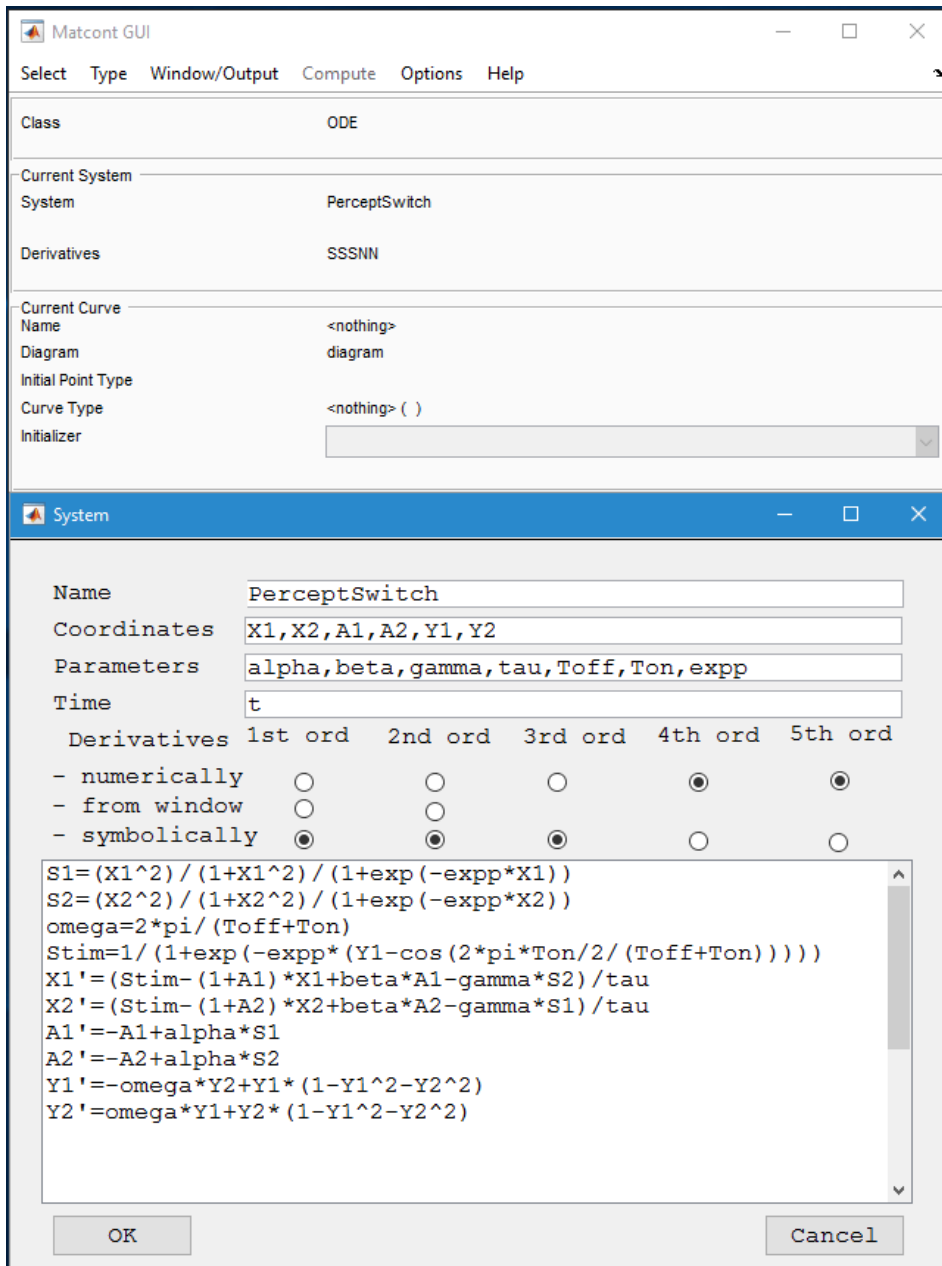 Matcont GUI
Select Type Window/Output Compute Options Help
Class ODE
Current System
System PerceptSwitch
Derivatives SSSNN
Current Curve
Name <nothing>
Diagram diagram
Initial Point Type
Curve Type <nothing> ( )
Initializer
System
Name PerceptSwitch
Coordinates X1,X2,A1,A2,Y1,Y2
Parameters alpha,beta,gamma,tau,Toff,Ton,expp
Time t
Derivatives 1st ord 2nd ord 3rd ord 4th ord 5th ord
- numerically
- from window
- symbolically
S1=(X1^2)/(1+X1^2)/(1+exp(-expp*X1))
S2=(X2^2)/(1+X2^2)/(1+exp(-expp*X2))
omega=2*pi/(Toff+Ton)
Stim=1/(1+exp(-expp*(Y1-cos(2*pi*Ton/2/(Toff+Ton)))))
X1'=(Stim-(1+A1)*X1+beta*A1-gamma*S2)/tau
X2'=(Stim-(1+A2)*X2+beta*A2-gamma*S1)/tau
A1'=-A1+alpha*S1
A2'=-A2+alpha*S2
Y1'=-omega*Y2+Y1*(1-Y1^2-Y2^2)
Y2'=omega*Y1+Y2*(1-Y1^2-Y2^2)
OK Cancel